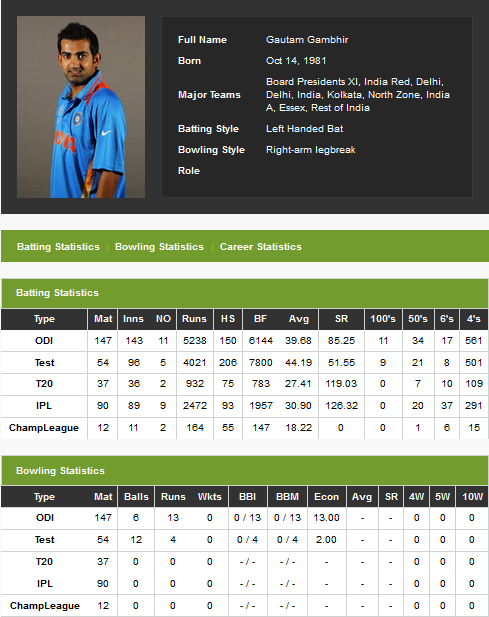 Full Name Gautam Gambhir
Born Oct 14, 1981
Major Teams Board Presidents XI, India Red, Delhi,
Delhi, India, Kolkata, North Zone, India
A, Essex, Rest of India
Batting Style Left Handed Bat
Bowling Style Right-arm legbreak
Role
Batting Statistics | Bowling Statistics | Career Statistics
Batting Statistics
Type Mat Inns NO Runs HS BF Avg SR 100's 50's 6's 4's
ODI 147 143 11 5238 150 6144 39.68 85.25 11 34 17 561
Test 54 96 5 4021 206 7800 44.19 51.55 9 21 8 501
T20 37 36 2 932 75 783 27.41 119.03 0 7 10 109
IPL 90 89 9 2472 93 1957 30.90 126.32 0 20 37 291
ChampLeague 12 11 2 164 55 147 18.22 0 0 1 6 15
Bowling Statistics
Type Mat Balls Runs Wkts BBI BBM Econ Avg SR 4W 5W 10W
ODI 147 6 13 0 0 / 13 0 / 13 13.00 - - 0 0 0
Test 54 12 4 0 0 / 4 0 / 4 2.00 - - 0 0 0
T20 37 0 0 0 - / - - / - - - - 0 0 0
IPL 90 0 0 0 - / - - / - - - - 0 0 0
ChampLeague 12 0 0 0 - / - - / - - - - 0 0 0